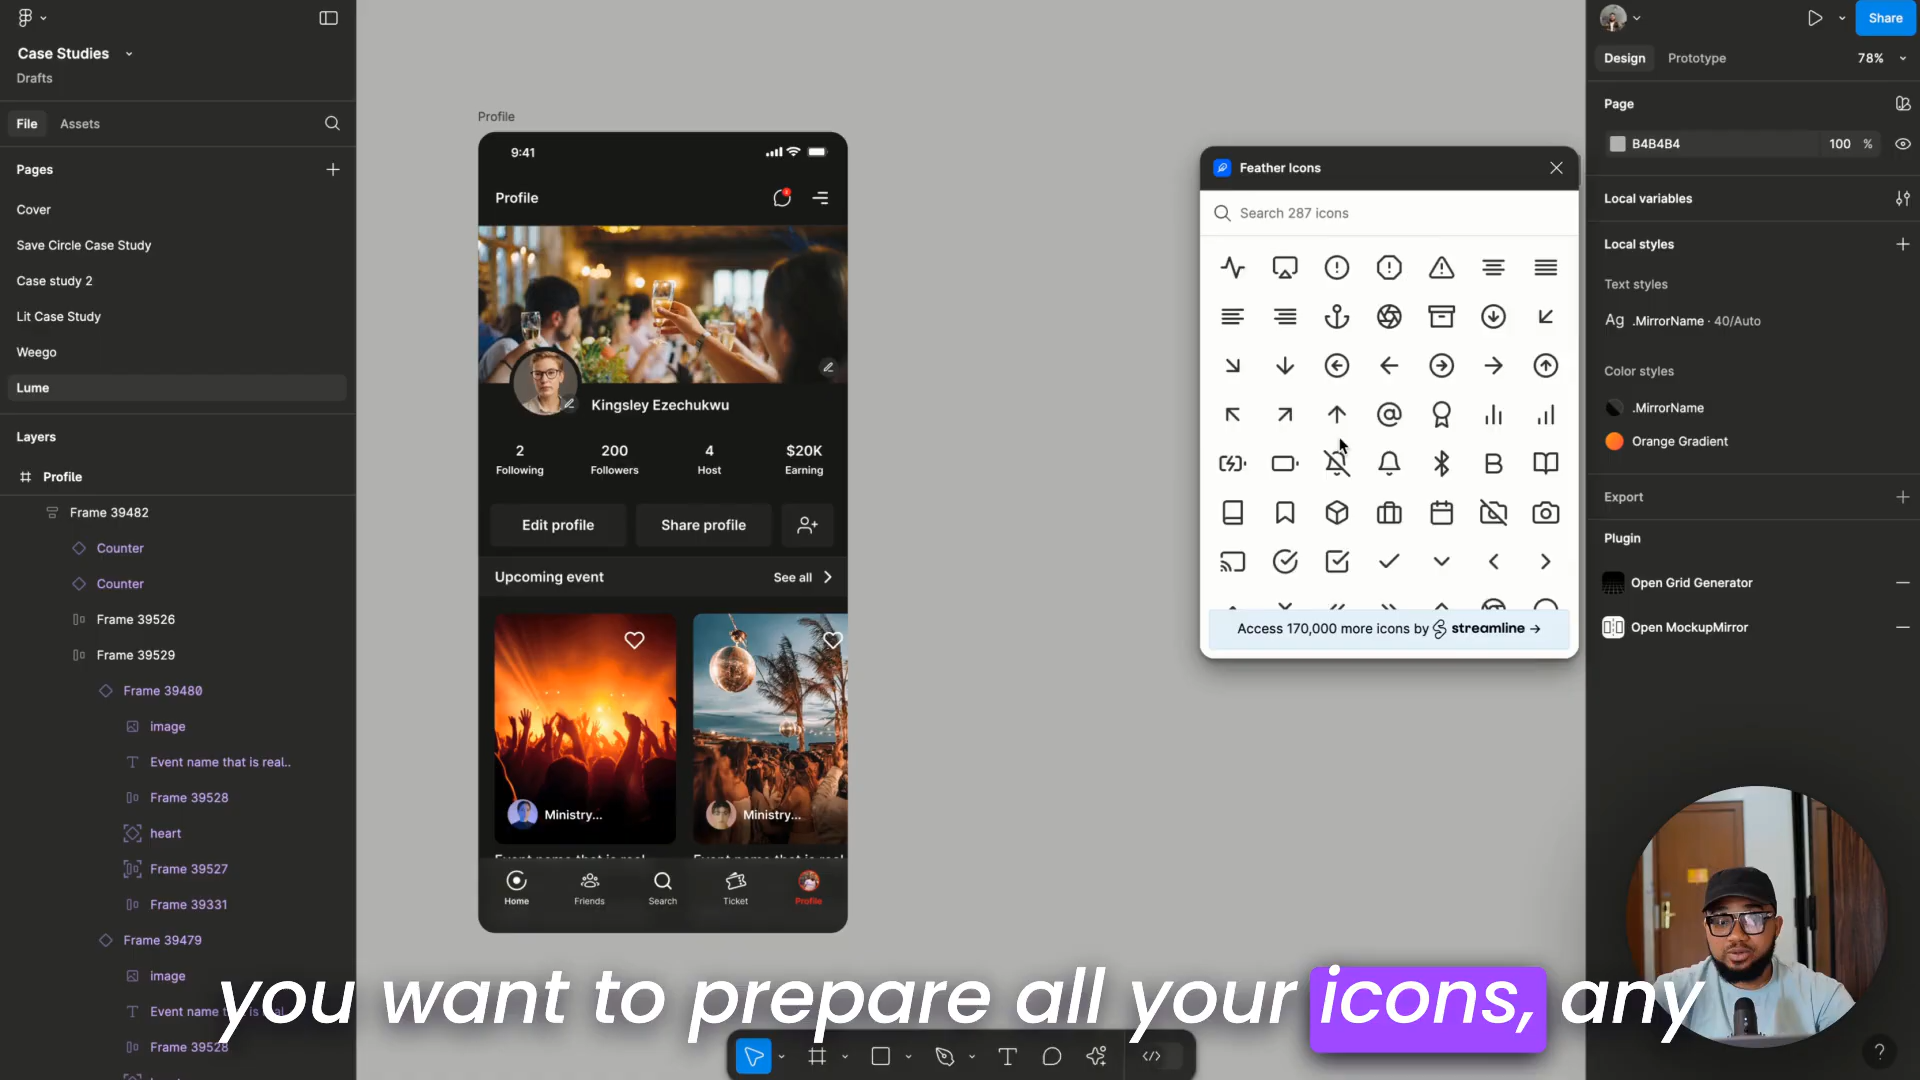 Case Studies
Drafts
File
Assets
Pages
Cover
Save Circle Case Study
Case study 2
Lit Case Study
Weego
Lume
Layers
Profile
Frame 39482
Counter
Counter
Frame 39526
Frame 39529
Frame 39480
image
Event name that is real..
Frame 39528
heart
Frame 39527
Frame 39331
Frame 39479
image
Frame 39528
Profile
9:41
Profile
Kingsley Ezechukwu
2
200
4
$20K
Following
Followers
Host
Earning
Edit profile
Share profile
Upcoming event
See all
Ministry...
Ministry...
Home
Friends
Search
Ticket
Profile
Feather Icons
Search 287 icons
Access 170,000 more icons by streamline →
Share
Design
Prototype
78%
Page
B4B4B4
100 %
Local variables
Local styles
Text styles
Ag .MirrorName · 40/Auto
Color styles
.MirrorName
Orange Gradient
Export
Plugin
Open Grid Generator
Open MockupMirror
you want to prepare all your icons, any